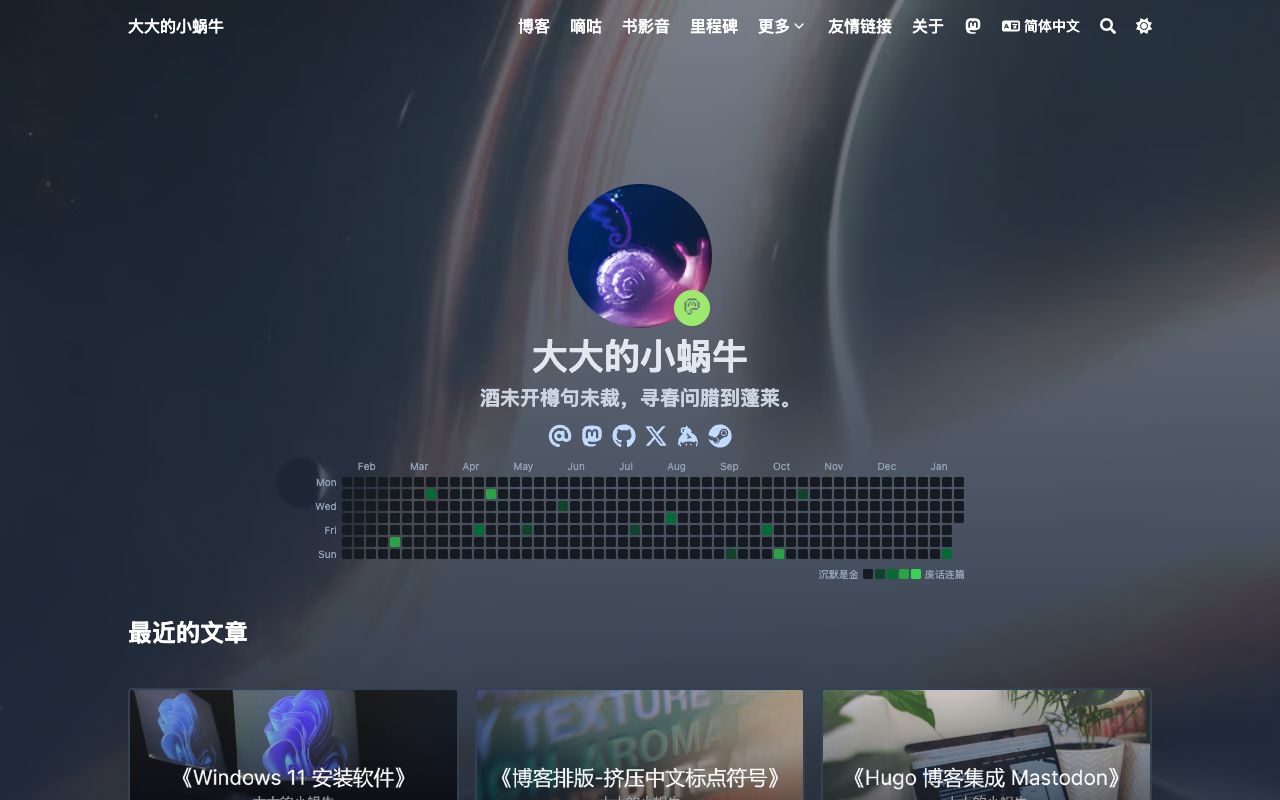 大大的小蜗牛
博客 嘀咕 书影音 里程碑 更多 友情链接 关于 简体中文
大大的小蜗牛
酒未开樽句未裁，寻春问腊到蓬莱。
Feb Mar Apr May Jun Jul Aug Sep Oct Nov Dec Jan
Mon
Wed
Fri
Sun
沉默是金 废话连篇
最近的文章
《Windows 11 安装软件》 《博客排版-挤压中文标点符号》 《Hugo 博客集成 Mastodon》